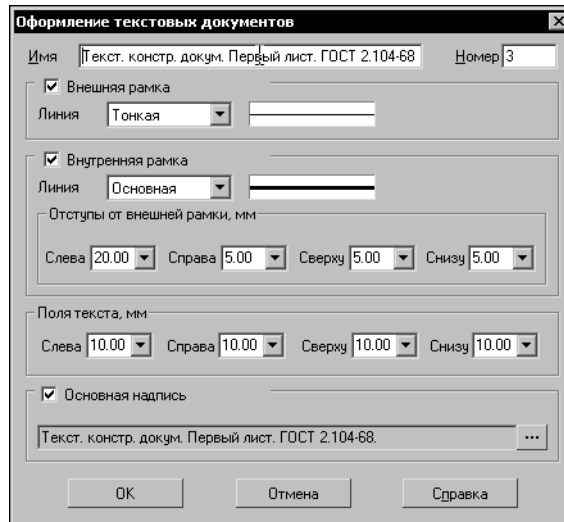 Оформление текстовых документов
Имя Текст. констр. докум. Первый лист. ГОСТ 2.104-68 Номер 3
Внешняя рамка
Линия Тонкая
Внутренняя рамка
Линия Основная
Отступы от внешней рамки, мм
Слева 20.00 Справа 5.00 Сверху 5.00 Снизу 5.00
Поля текста, мм
Слева 10.00 Справа 10.00 Сверху 10.00 Снизу 10.00
Основная надпись
Текст. констр. докум. Первый лист. ГОСТ 2.104-68. ...
OK Отмена Справка